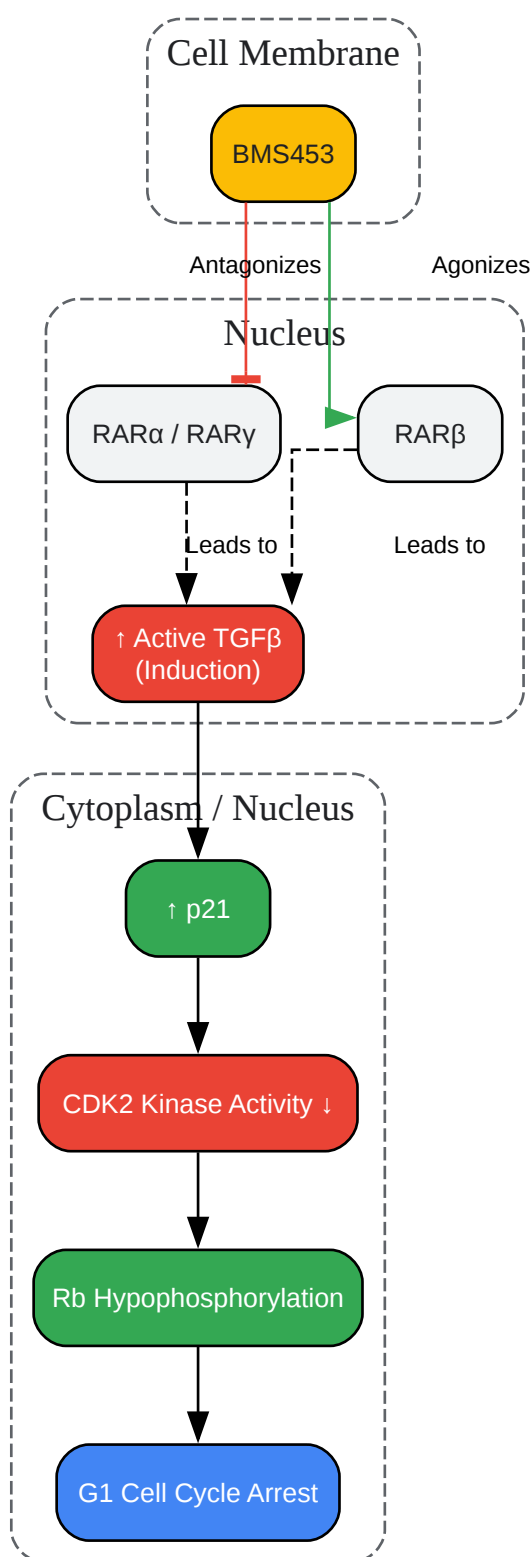 Cell Membrane
BMS453
Antagonizes
Agonizes
Nucleus
RARα / RARγ
RARβ
Leads to
Leads to
↑ Active TGFβ
(Induction)
Cytoplasm / Nucleus
↑ p21
CDK2 Kinase Activity ↓
Rb Hypophosphorylation
G1 Cell Cycle Arrest